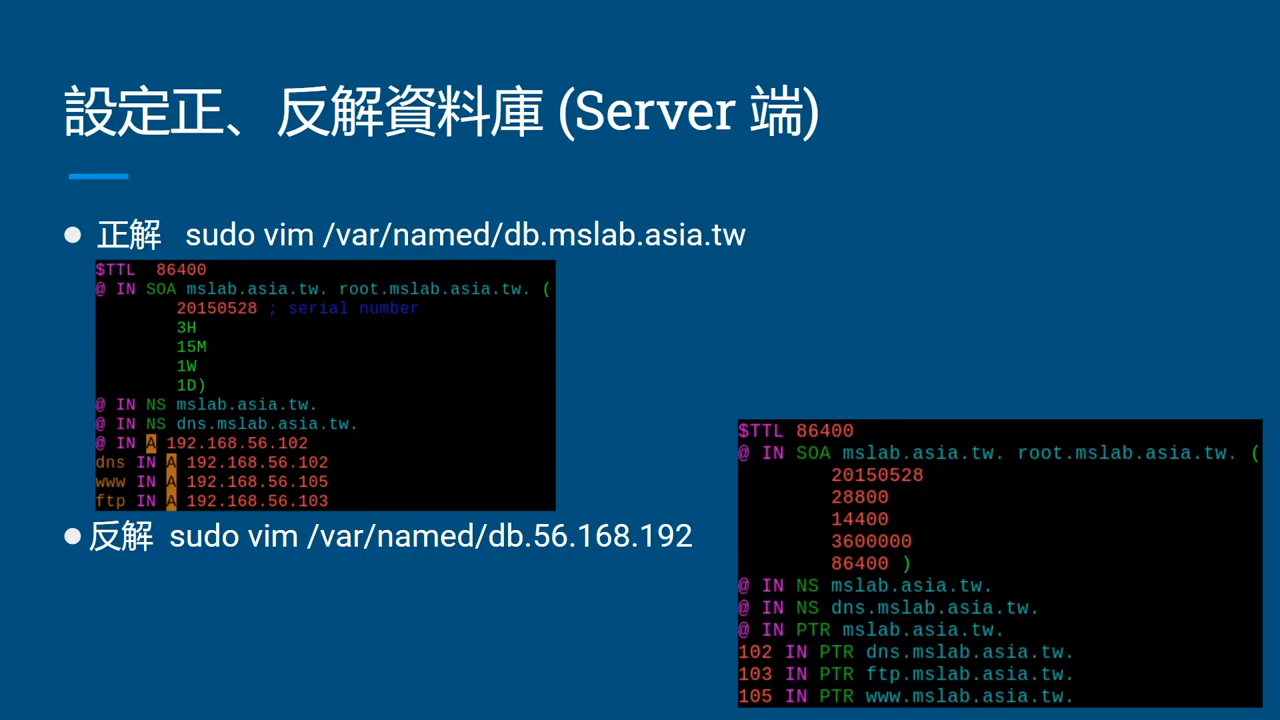 設定正、反解資料庫 (Server 端)
● 正解 sudo vim /var/named/db.mslab.asia.tw
$TTL 86400
@ IN SOA mslab.asia.tw. root.mslab.asia.tw. (
20150528 ; serial number
3H
15M
1W
1D)
@ IN NS mslab.asia.tw.
@ IN NS dns.mslab.asia.tw.
@ IN A 192.168.56.102
dns IN A 192.168.56.102
www IN A 192.168.56.105
ftp IN A 192.168.56.103
● 反解 sudo vim /var/named/db.56.168.192
$TTL 86400
@ IN SOA mslab.asia.tw. root.mslab.asia.tw. (
20150528
28800
14400
3600000
86400 )
@ IN NS mslab.asia.tw.
@ IN NS dns.mslab.asia.tw.
@ IN PTR mslab.asia.tw.
102 IN PTR dns.mslab.asia.tw.
103 IN PTR ftp.mslab.asia.tw.
105 IN PTR www.mslab.asia.tw.